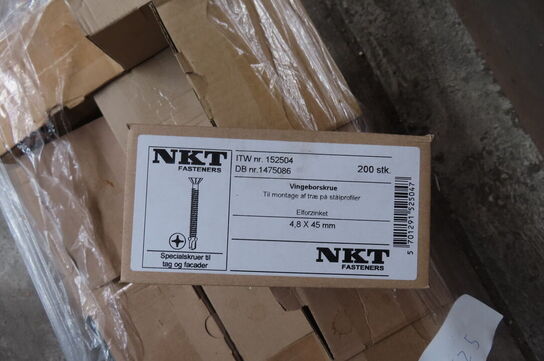 NKT
FASTENERS
Specialskruer til
tag og facader
ITW nr. 152504
DB nr.1475086
200 stk.
Vingeborskrue
Til montage af træ på stålprofiler
Elforzinket
4,8 X 45 mm
NKT
FASTENERS
5 701291 525047